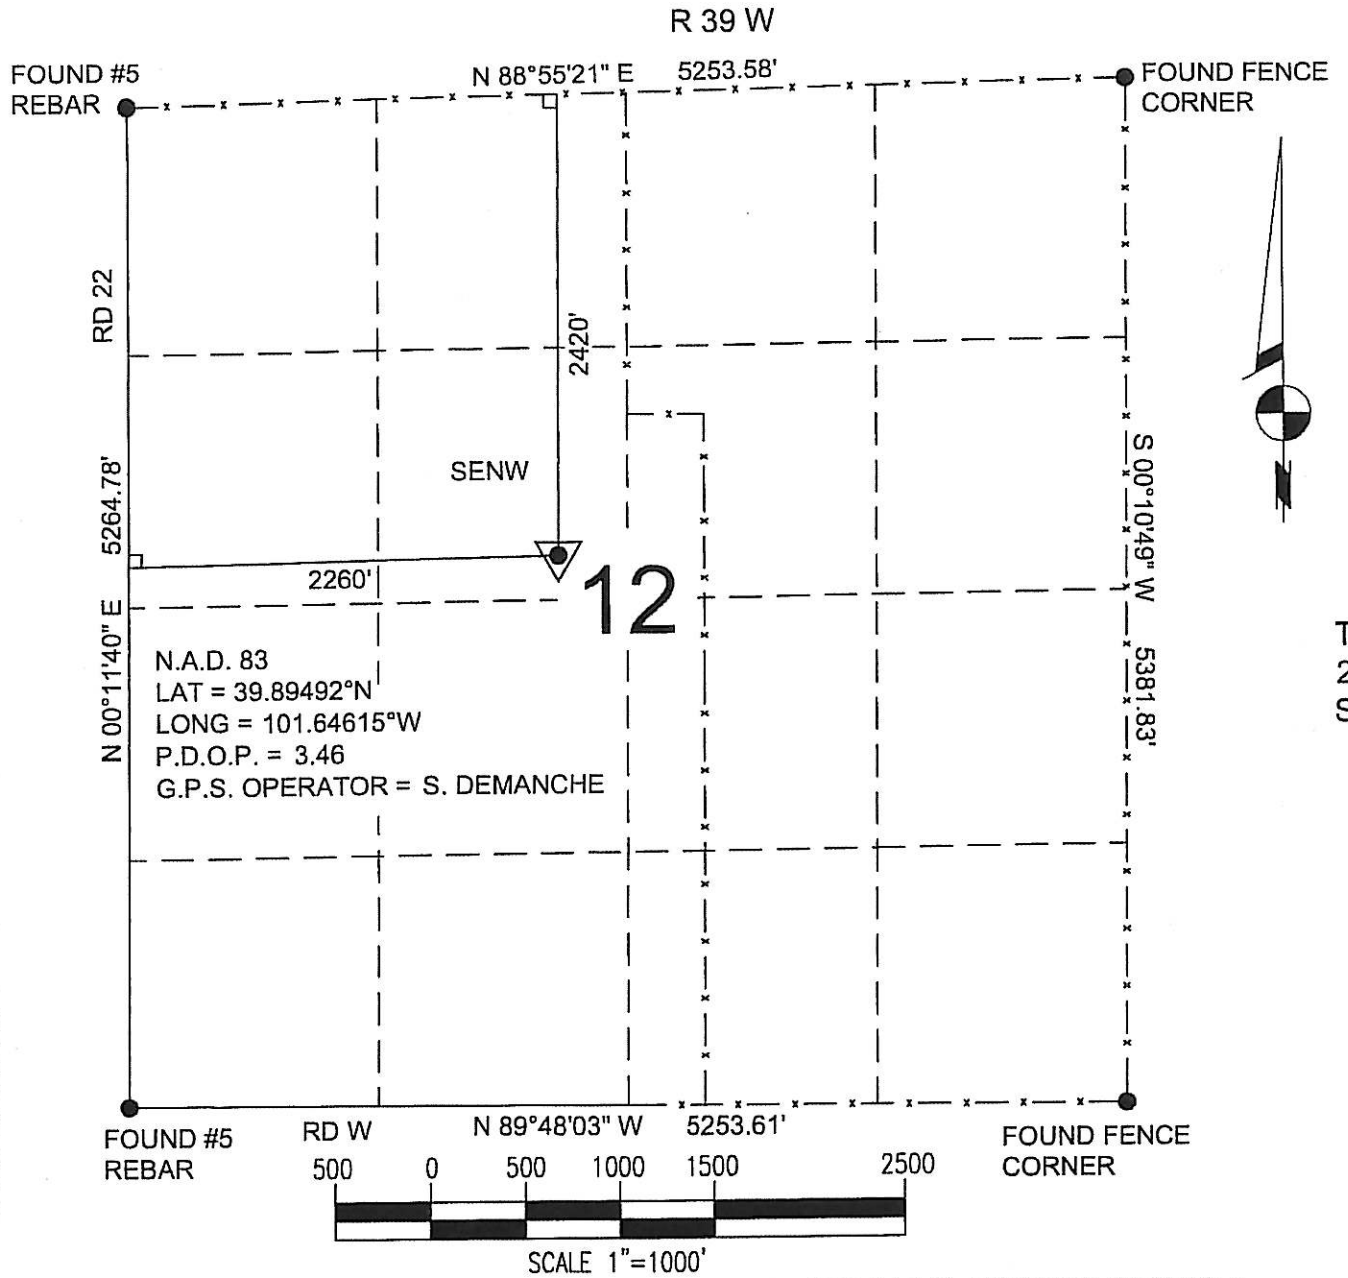 R 39 W
FOUND #5
REBAR
N 88°55'21" E 5253.58'
FOUND FENCE
CORNER
RD 22
2420'
SENW
N 00°11'40" E 5264.78'
S 00°10'49" W 5381.83'
2260'
12
N.A.D. 83
LAT = 39.89492°N
LONG = 101.64615°W
P.D.O.P. = 3.46
G.P.S. OPERATOR = S. DEMANCHE
N
T
2
S
FOUND #5
REBAR
RD W
N 89°48'03" W 5253.61'
FOUND FENCE
CORNER
500 0 500 1000 1500 2500
SCALE 1"=1000'